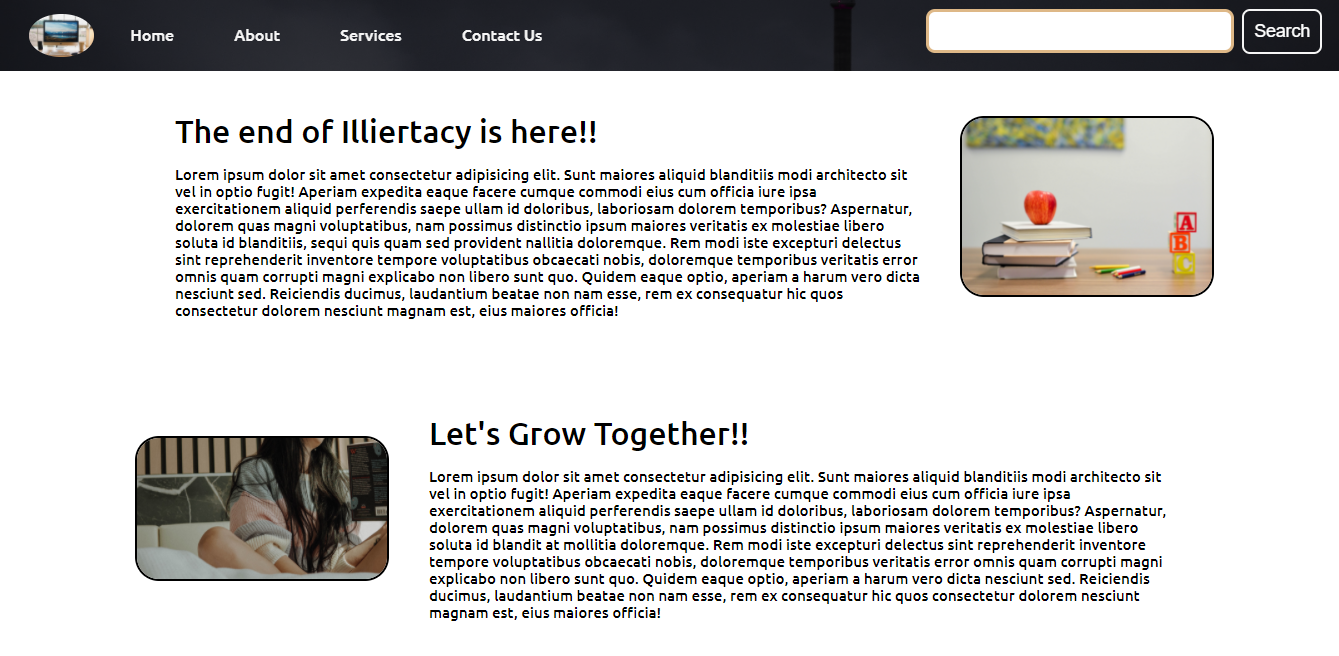 Home About Services Contact Us Search
The end of Illiertacy is here!!
Lorem ipsum dolor sit amet consectetur adipisicing elit. Sunt maiores aliquid blanditiis modi architecto sit
vel in optio fugit! Aperiam expedita eaque facere cumque commodi eius cum officia iure ipsa
exercitationem aliquid perferendis saepe ullam id doloribus, laboriosam dolorem temporibus? Aspernatur,
dolorem quas magni voluptatibus, nam possimus distinctio ipsum maiores veritatis ex molestiae libero
soluta id blanditiis, sequi quis quam sed provident nallitia doloremque. Rem modi iste excepturi delectus
sint reprehenderit inventore tempore voluptatibus obcaecati nobis, doloremque temporibus veritatis error
omnis quam corrupti magni explicabo non libero sunt quo. Quidem eaque optio, aperiam a harum vero dicta
nesciunt sed. Reiciendis ducimus, laudantium beatae non nam esse, rem ex consequatur hic quos
consectetur dolorem nesciunt magnam est, eius maiores officia!
A
B
C
Let's Grow Together!!
Lorem ipsum dolor sit amet consectetur adipisicing elit. Sunt maiores aliquid blanditiis modi architecto sit
vel in optio fugit! Aperiam expedita eaque facere cumque commodi eius cum officia iure ipsa
exercitationem aliquid perferendis saepe ullam id doloribus, laboriosam dolorem temporibus? Aspernatur,
dolorem quas magni voluptatibus, nam possimus distinctio ipsum maiores veritatis ex molestiae libero
soluta id blandit at mollitia doloremque. Rem modi iste excepturi delectus sint reprehenderit inventore
tempore voluptatibus obcaecati nobis, doloremque temporibus veritatis error omnis quam corrupti magni
explicabo non libero sunt quo. Quidem eaque optio, aperiam a harum vero dicta nesciunt sed. Reiciendis
ducimus, laudantium beatae non nam esse, rem ex consequatur hic quos consectetur dolorem nesciunt
magnam est, eius maiores officia!